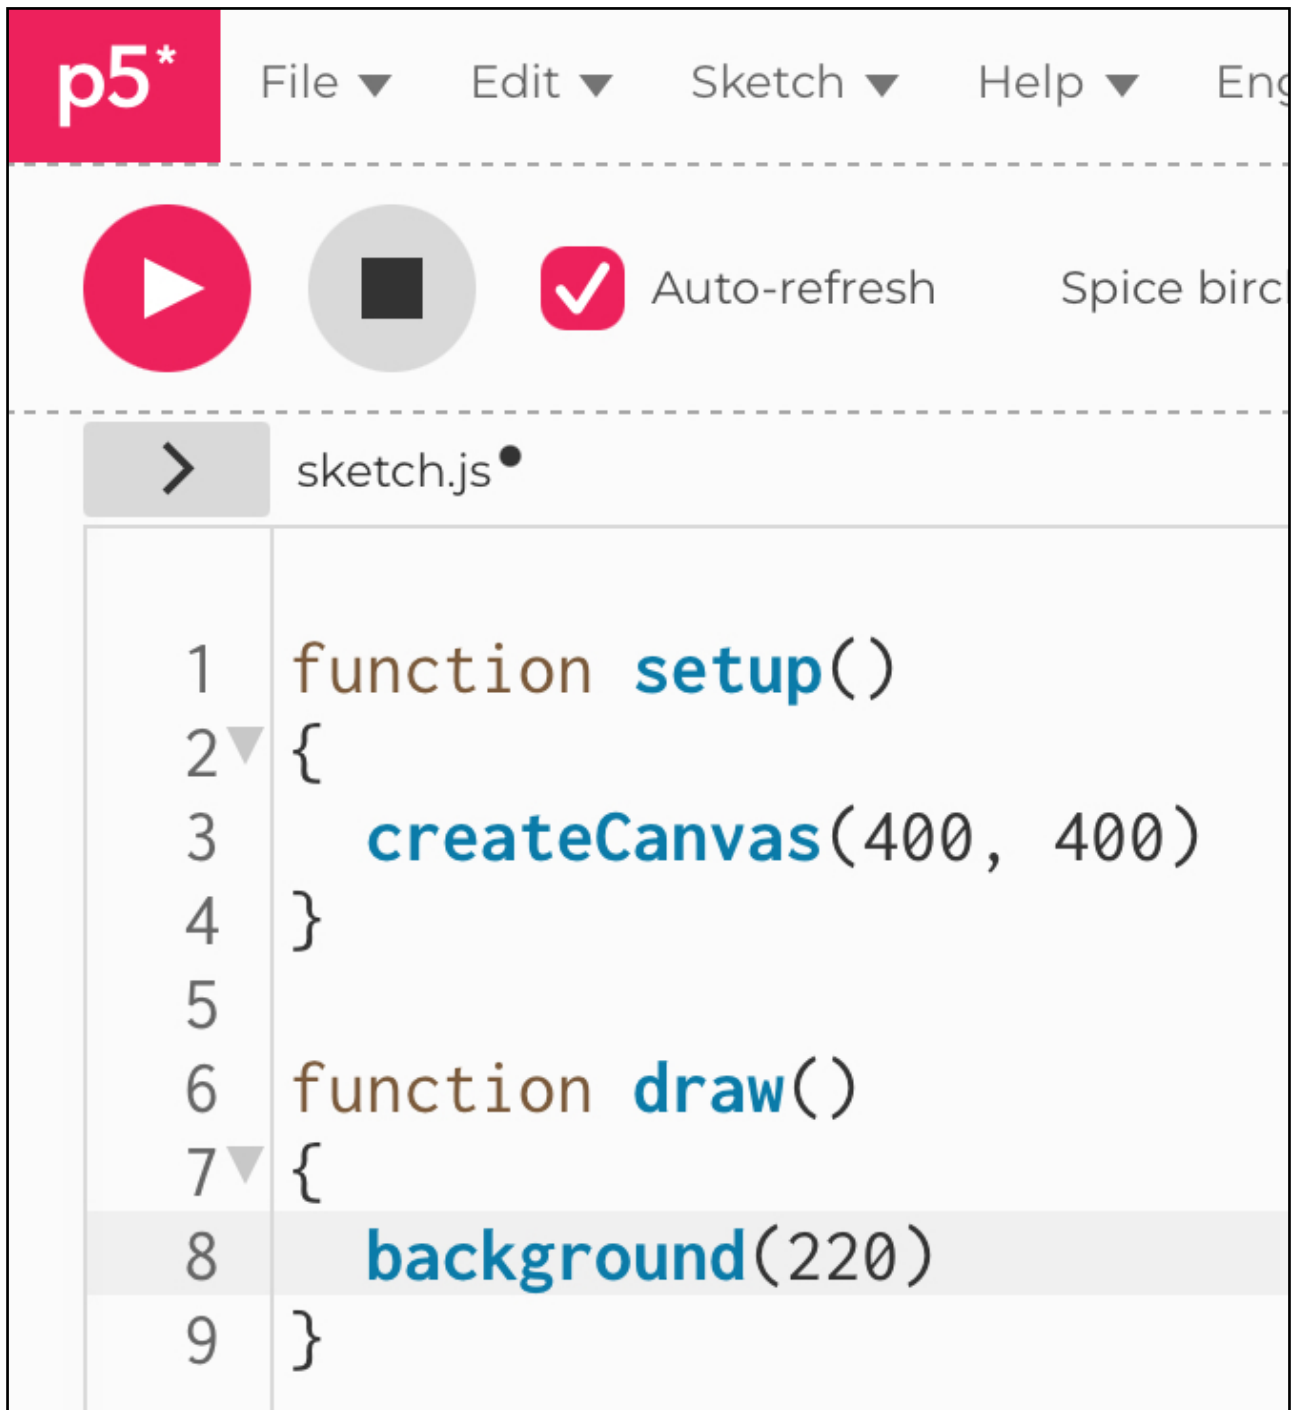 p5* File Edit Sketch Help
Auto-refresh Spice
sketch.js
1 function setup()
2 {
3 createCanvas(400, 400)
4 }
5
6 function draw()
7 {
8 background(220)
9 }